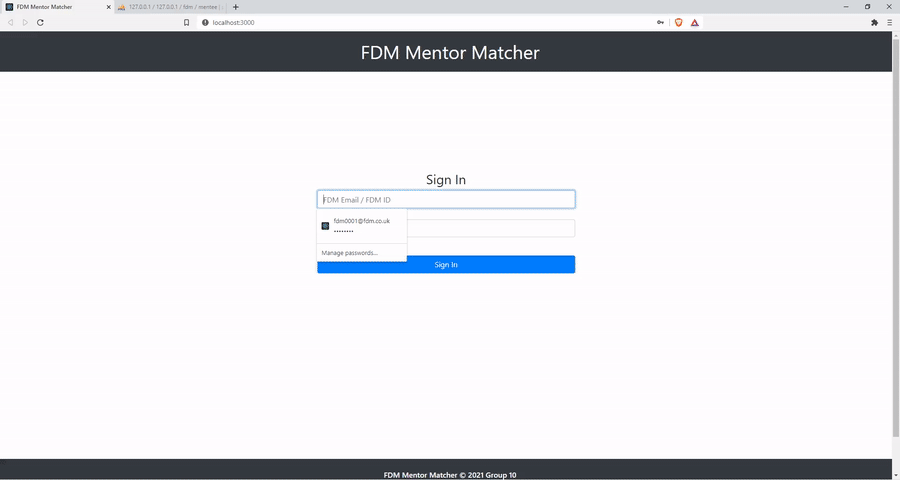 FDM Mentor Matcher
127.0.0.1 / 127.0.0.1 / fdm / mentee |
localhost:3000
FDM Mentor Matcher
Sign In
FDM Email / FDM ID
fdm0001@fdm.co.uk
••••••••
Manage passwords...
Sign In
FDM Mentor Matcher © 2021 Group 10